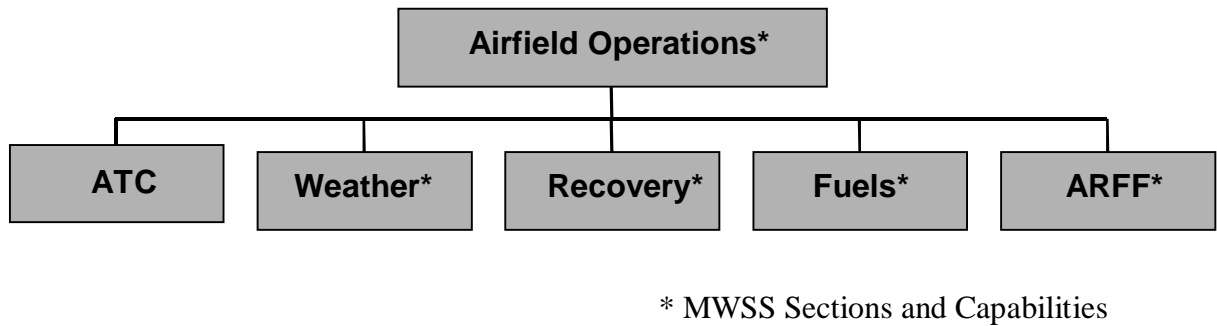 Airfield Operations*
ATC
Weather*
Recovery*
Fuels*
ARFF*
* MWSS Sections and Capabilities